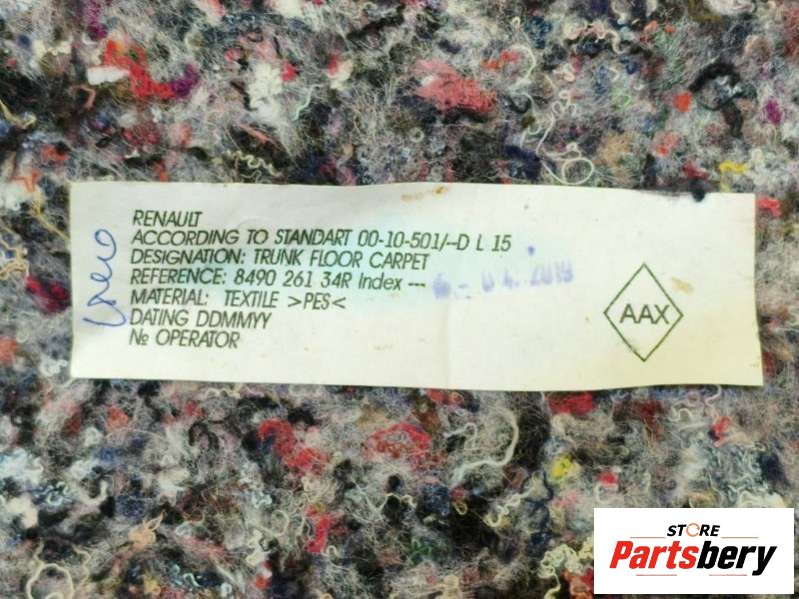 RENAULT
ACCORDING TO STANDART 00-10-501/--D L 15
DESIGNATION: TRUNK FLOOR CARPET
REFERENCE: 8490 261 34R Index ---
MATERIAL: TEXTILE >PES<
DATING DDMMYY
№ OPERATOR
AAX
STORE
Partsbery